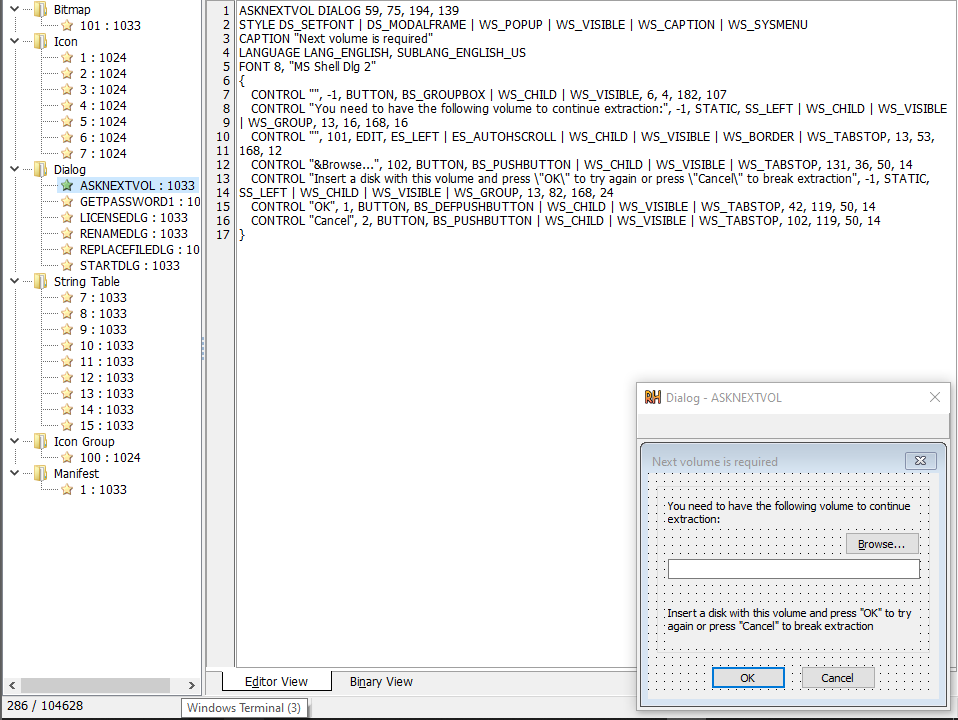 Bitmap
101 : 1033
Icon
1 : 1024
2 : 1024
3 : 1024
4 : 1024
5 : 1024
6 : 1024
7 : 1024
Dialog
ASKNEXTVOL : 1033
GETPASSWORD1 : 10
LICENSEDLG : 1033
RENAMEDLG : 1033
REPLACEFILEDLG : 10
STARTDLG : 1033
String Table
7 : 1033
8 : 1033
9 : 1033
10 : 1033
11 : 1033
12 : 1033
13 : 1033
14 : 1033
15 : 1033
Icon Group
100 : 1024
Manifest
1 : 1033
1 ASKNEXTVOL DIALOG 59, 75, 194, 139
2 STYLE DS_SETFONT | DS_MODALFRAME | WS_POPUP | WS_VISIBLE | WS_CAPTION | WS_SYSMENU
3 CAPTION "Next volume is required"
4 LANGUAGE LANG_ENGLISH, SUBLANG_ENGLISH_US
5 FONT 8, "MS Shell Dlg 2"
6 {
7 CONTROL "", -1, BUTTON, BS_GROUPBOX | WS_CHILD | WS_VISIBLE, 6, 4, 182, 107
8 CONTROL "You need to have the following volume to continue extraction:", -1, STATIC, SS_LEFT | WS_CHILD | WS_VISIBLE
9 | WS_GROUP, 13, 16, 168, 16
10 CONTROL "", 101, EDIT, ES_LEFT | ES_AUTOHSCROLL | WS_CHILD | WS_VISIBLE | WS_BORDER | WS_TABSTOP, 13, 53,
11 168, 12
12 CONTROL "&Browse...", 102, BUTTON, BS_PUSHBUTTON | WS_CHILD | WS_VISIBLE | WS_TABSTOP, 131, 36, 50, 14
13 CONTROL "Insert a disk with this volume and press \"OK\" to try again or press \"Cancel\" to break extraction", -1, STATIC,
14 SS_LEFT | WS_CHILD | WS_VISIBLE | WS_GROUP, 13, 82, 168, 24
15 CONTROL "OK", 1, BUTTON, BS_DEFPUSHBUTTON | WS_CHILD | WS_VISIBLE | WS_TABSTOP, 42, 119, 50, 14
16 CONTROL "Cancel", 2, BUTTON, BS_PUSHBUTTON | WS_CHILD | WS_VISIBLE | WS_TABSTOP, 102, 119, 50, 14
17 }
RH Dialog - ASKNEXTVOL
Next volume is required
You need to have the following volume to continue
extraction:
Browse...
Insert a disk with this volume and press "OK" to try
again or press "Cancel" to break extraction
OK Cancel
Editor View Binary View
286 / 104628
Windows Terminal (3)